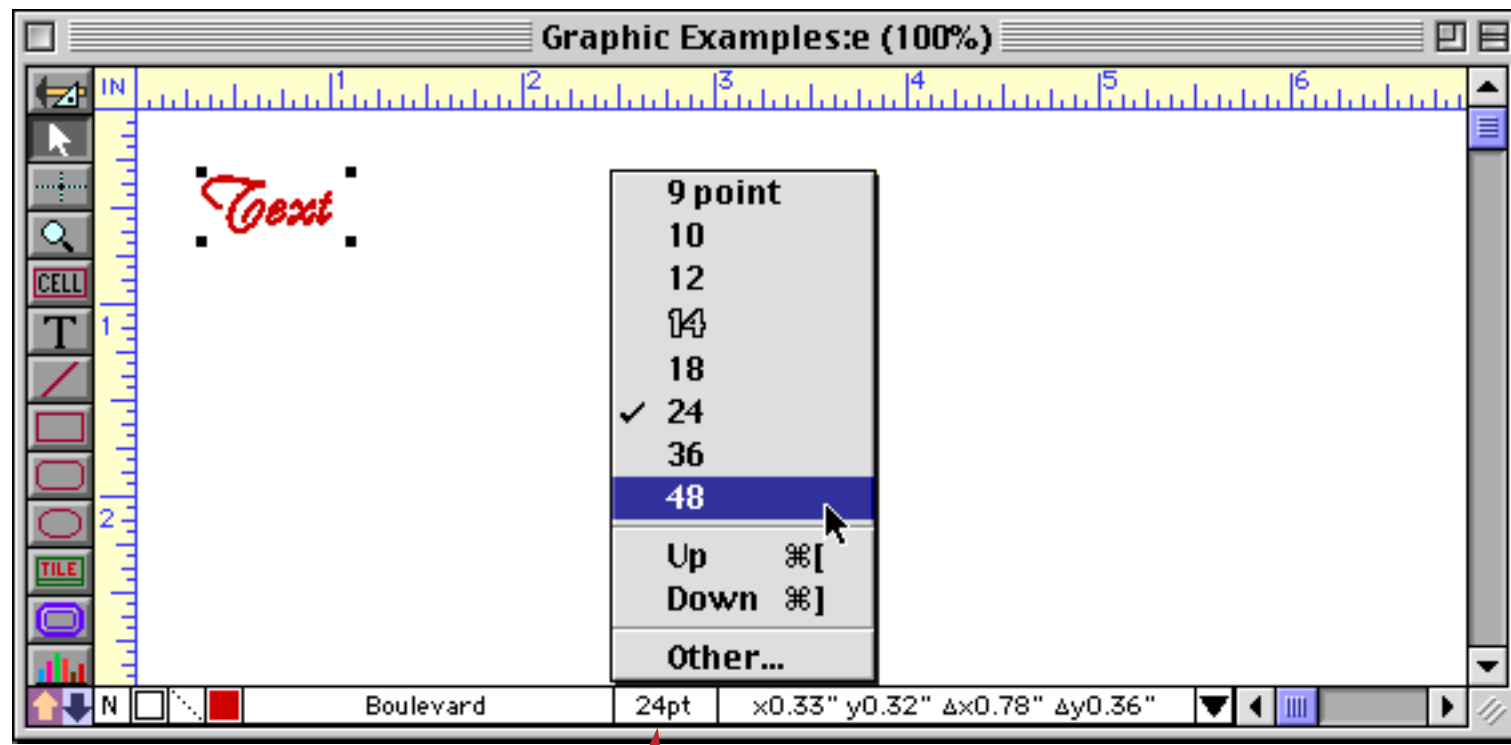 Graphic Examples:e (100%)
IN 1 2 3 4 5 6
Text
CELL
T
1
2
TILE
9 point
10
12
14
18
24
36
48
Up ⌘[
Down ⌘]
Other...
N Boulevard 24pt x0.33" y0.32" Δx0.78" Δy0.36"